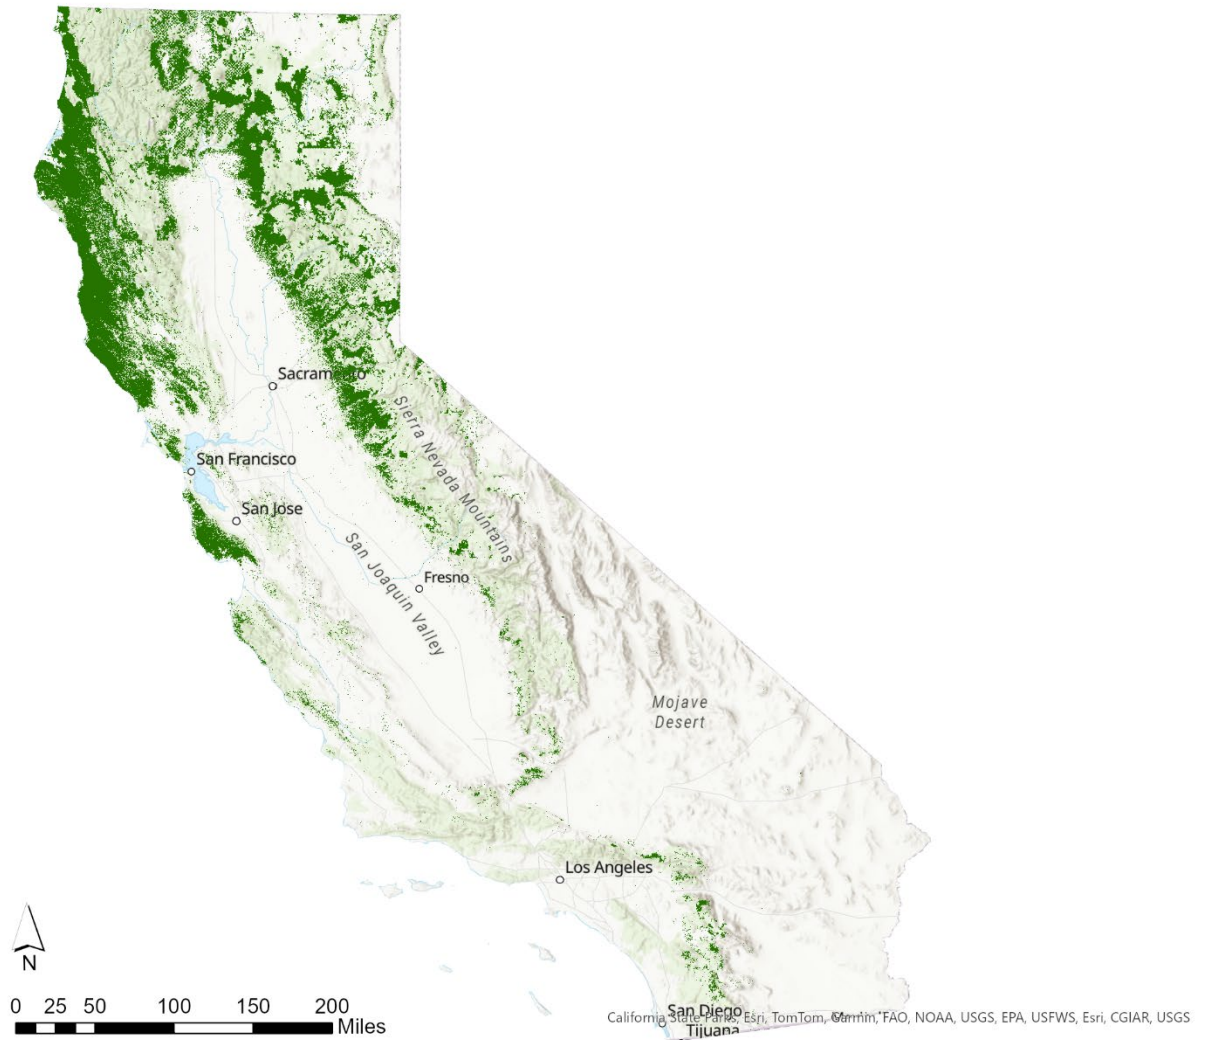 Sacramento
Sierra Nevada Mountains
San Francisco
San Jose
San Joaquin Valley
Fresno
Mojave
Desert
Los Angeles
N
San Diego
Tijuana
0 25 50 100 150 200
Miles
California State Parks, Esri, TomTom, Garmin, FAO, NOAA, USGS, EPA, USFWS, Esri, CGIAR, USGS